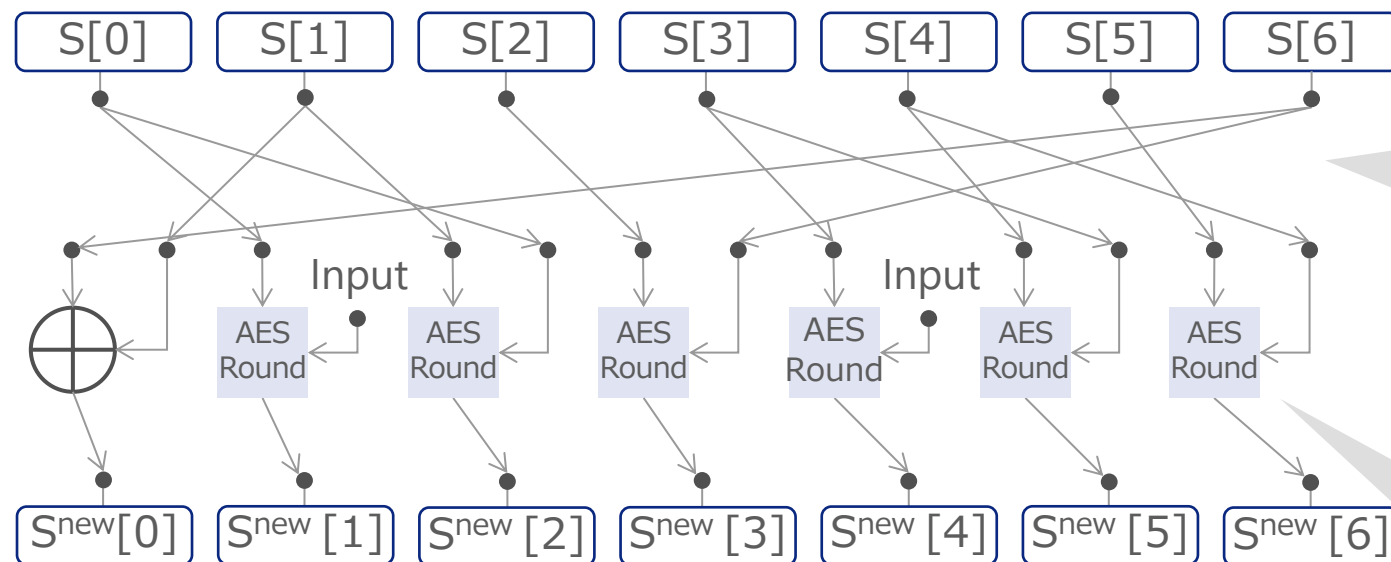 S[0] S[1] S[2] S[3] S[4] S[5] S[6]
Input Input
AES Round
AES Round
AES Round
AES Round
AES Round
AES Round
Snew[0] Snew [1] Snew [2] Snew [3] Snew [4] Snew [5] Snew [6]